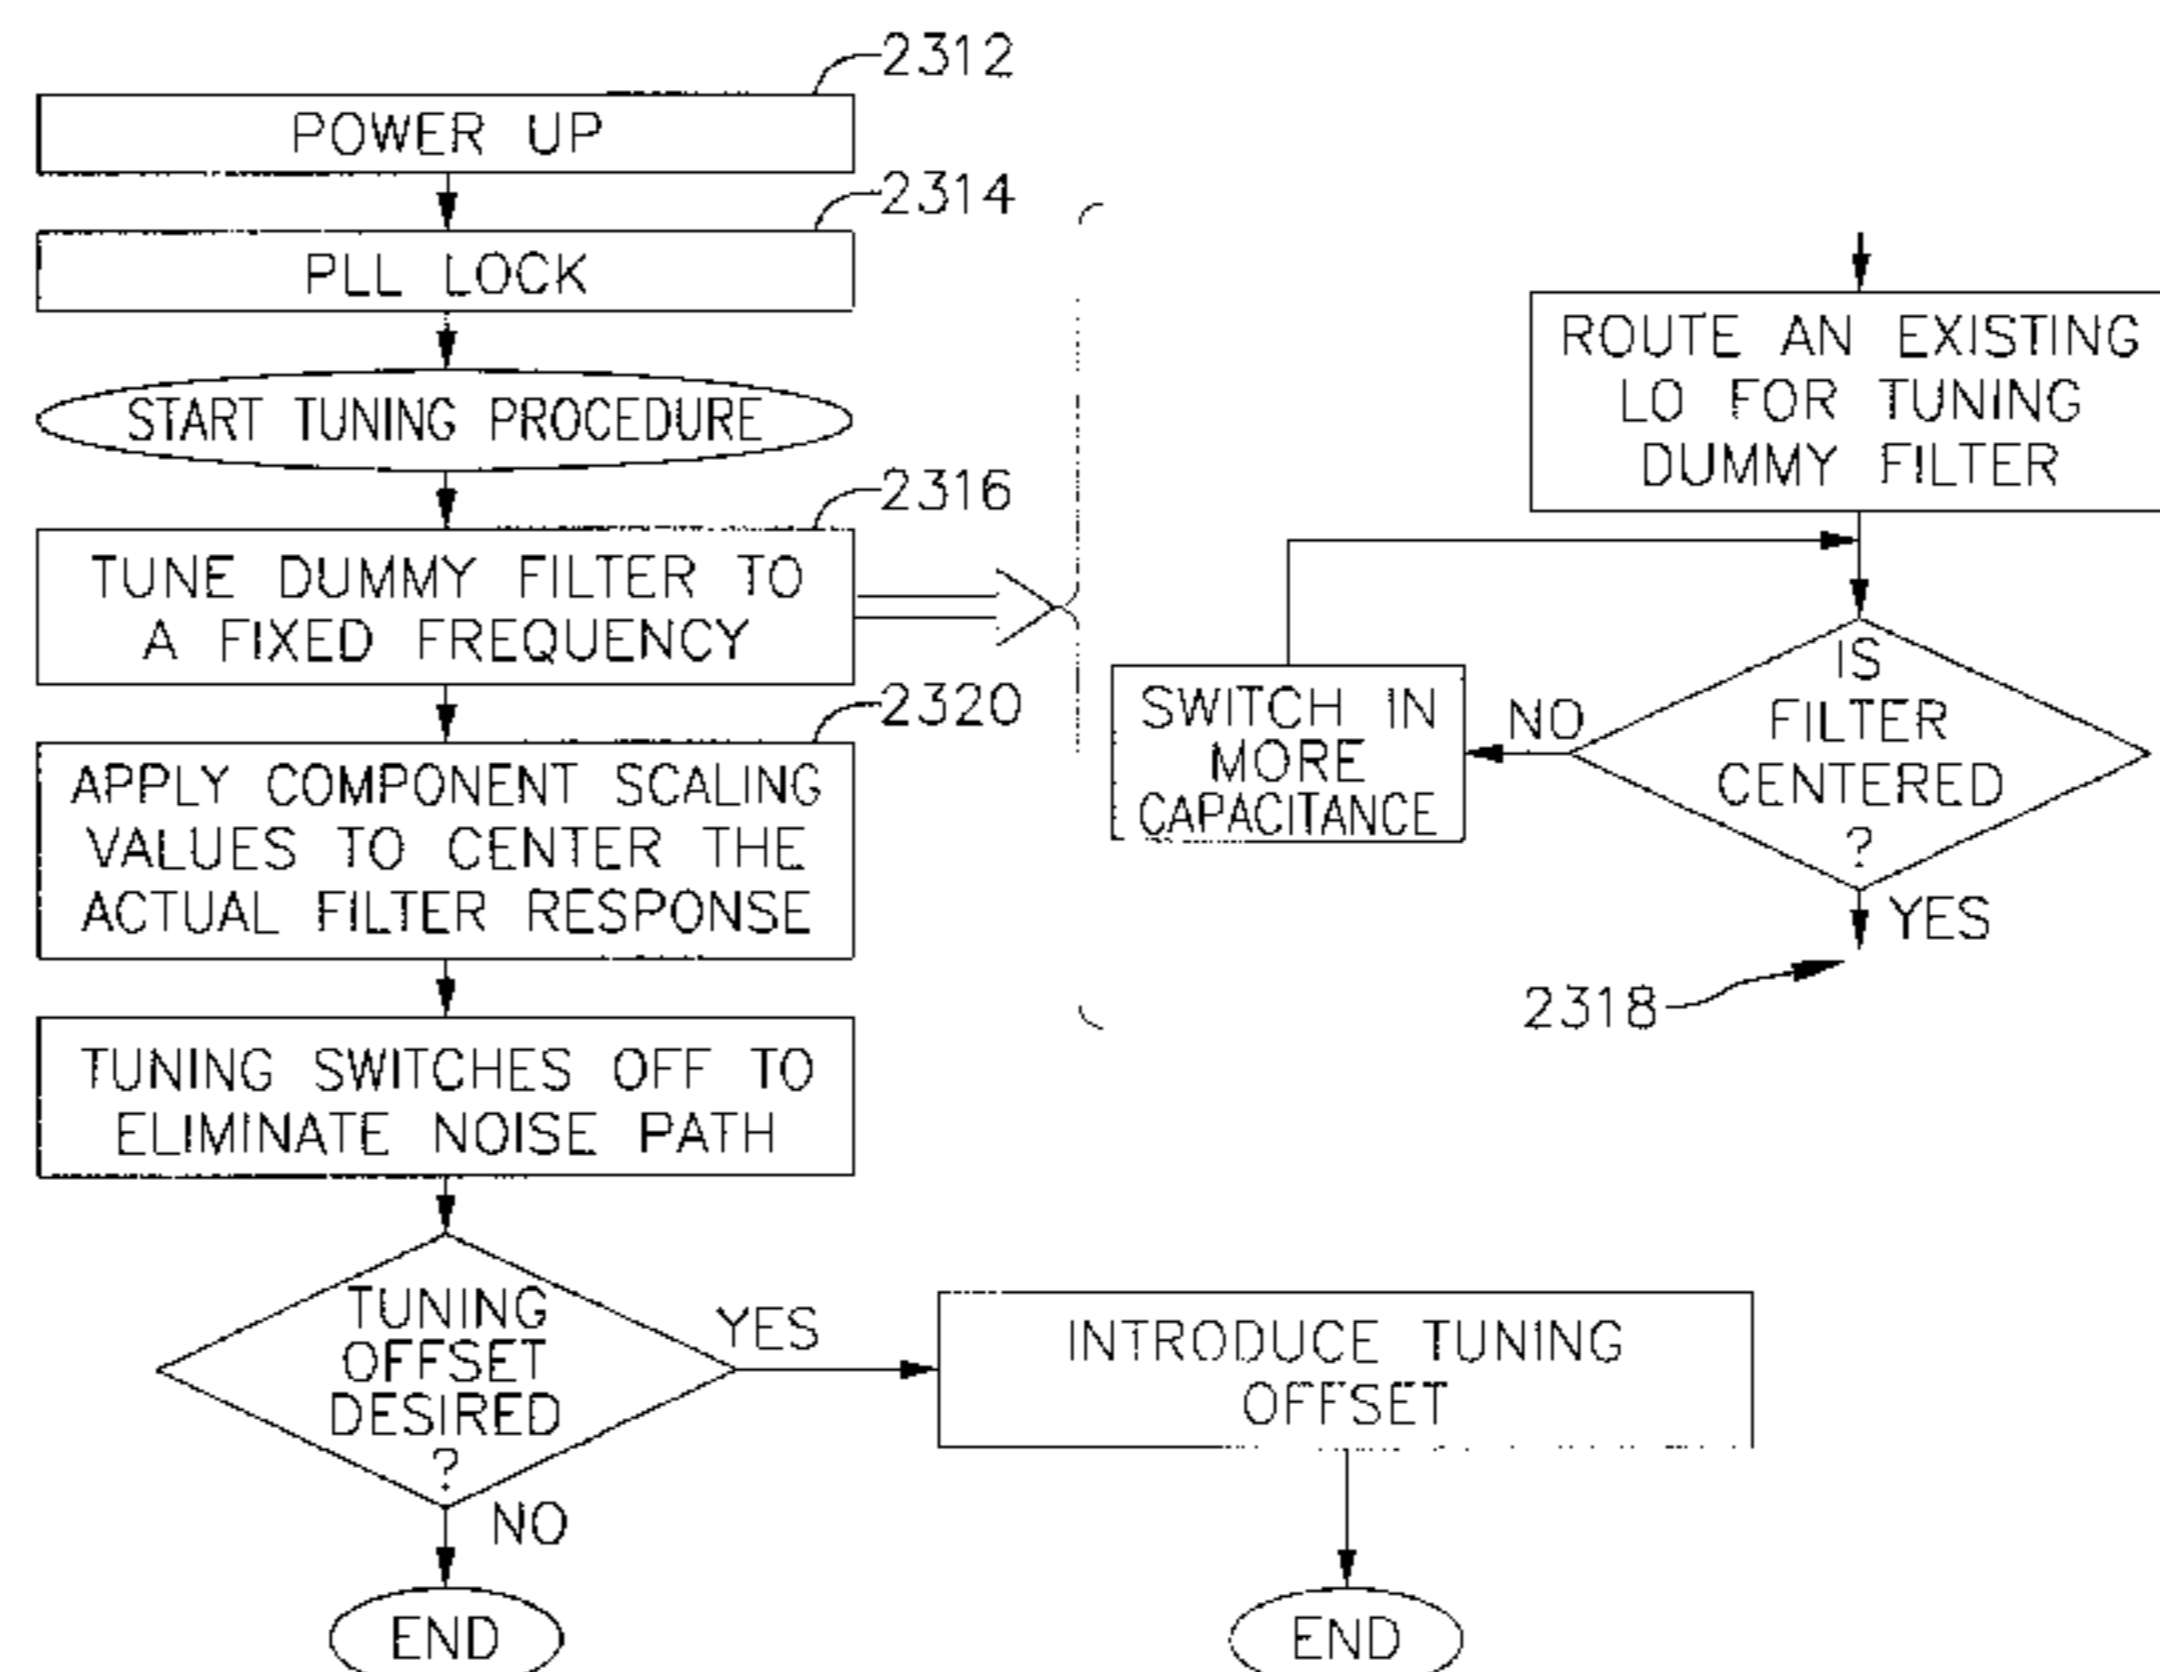 2312
POWER UP
2314
PLL LOCK
START TUNING PROCEDURE
2316
TUNE DUMMY FILTER TO
A FIXED FREQUENCY
2320
APPLY COMPONENT SCALING
VALUES TO CENTER THE
ACTUAL FILTER RESPONSE
TUNING SWITCHES OFF TO
ELIMINATE NOISE PATH
TUNING
OFFSET
DESIRED
?
YES
NO
END
INTRODUCE TUNING
OFFSET
END
ROUTE AN EXISTING
LO FOR TUNING
DUMMY FILTER
IS
FILTER
CENTERED
?
NO
SWITCH IN
MORE
CAPACITANCE
YES
2318